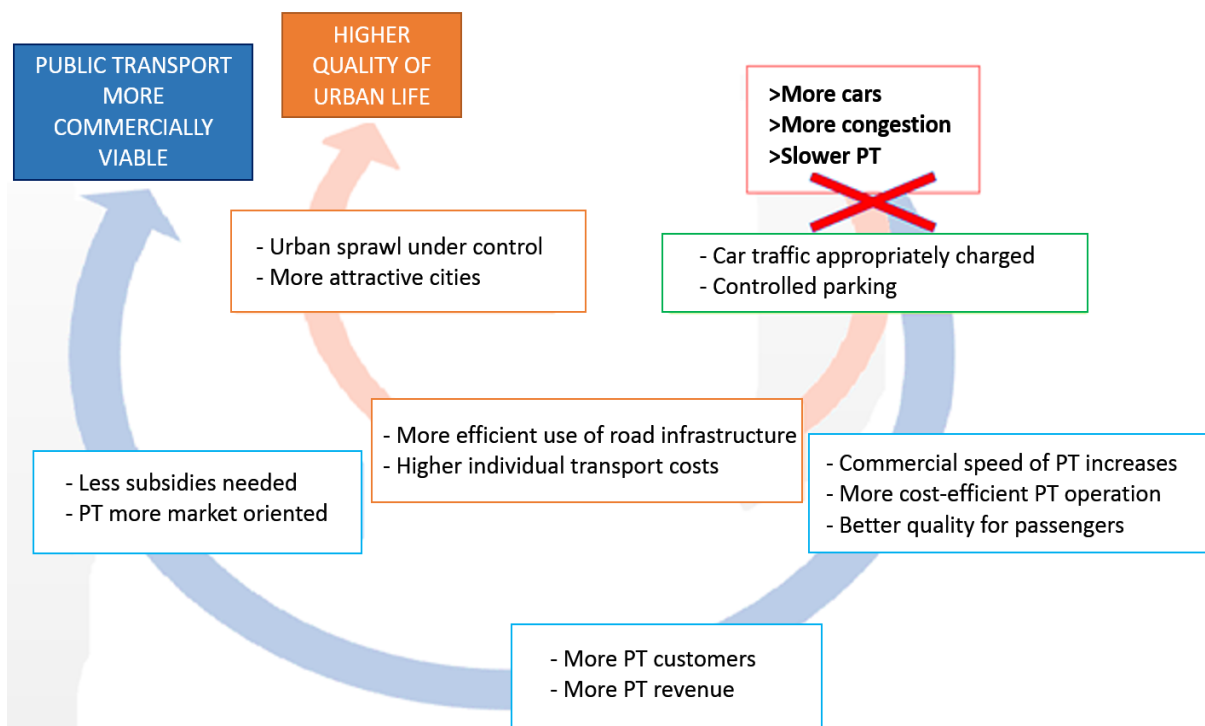 PUBLIC TRANSPORT
MORE
COMMERCIALLY
VIABLE
HIGHER
QUALITY OF
URBAN LIFE
>More cars
>More congestion
>Slower PT
- Urban sprawl under control
- More attractive cities
- Car traffic appropriately charged
- Controlled parking
- More efficient use of road infrastructure
- Higher individual transport costs
- Less subsidies needed
- PT more market oriented
- Commercial speed of PT increases
- More cost-efficient PT operation
- Better quality for passengers
- More PT customers
- More PT revenue